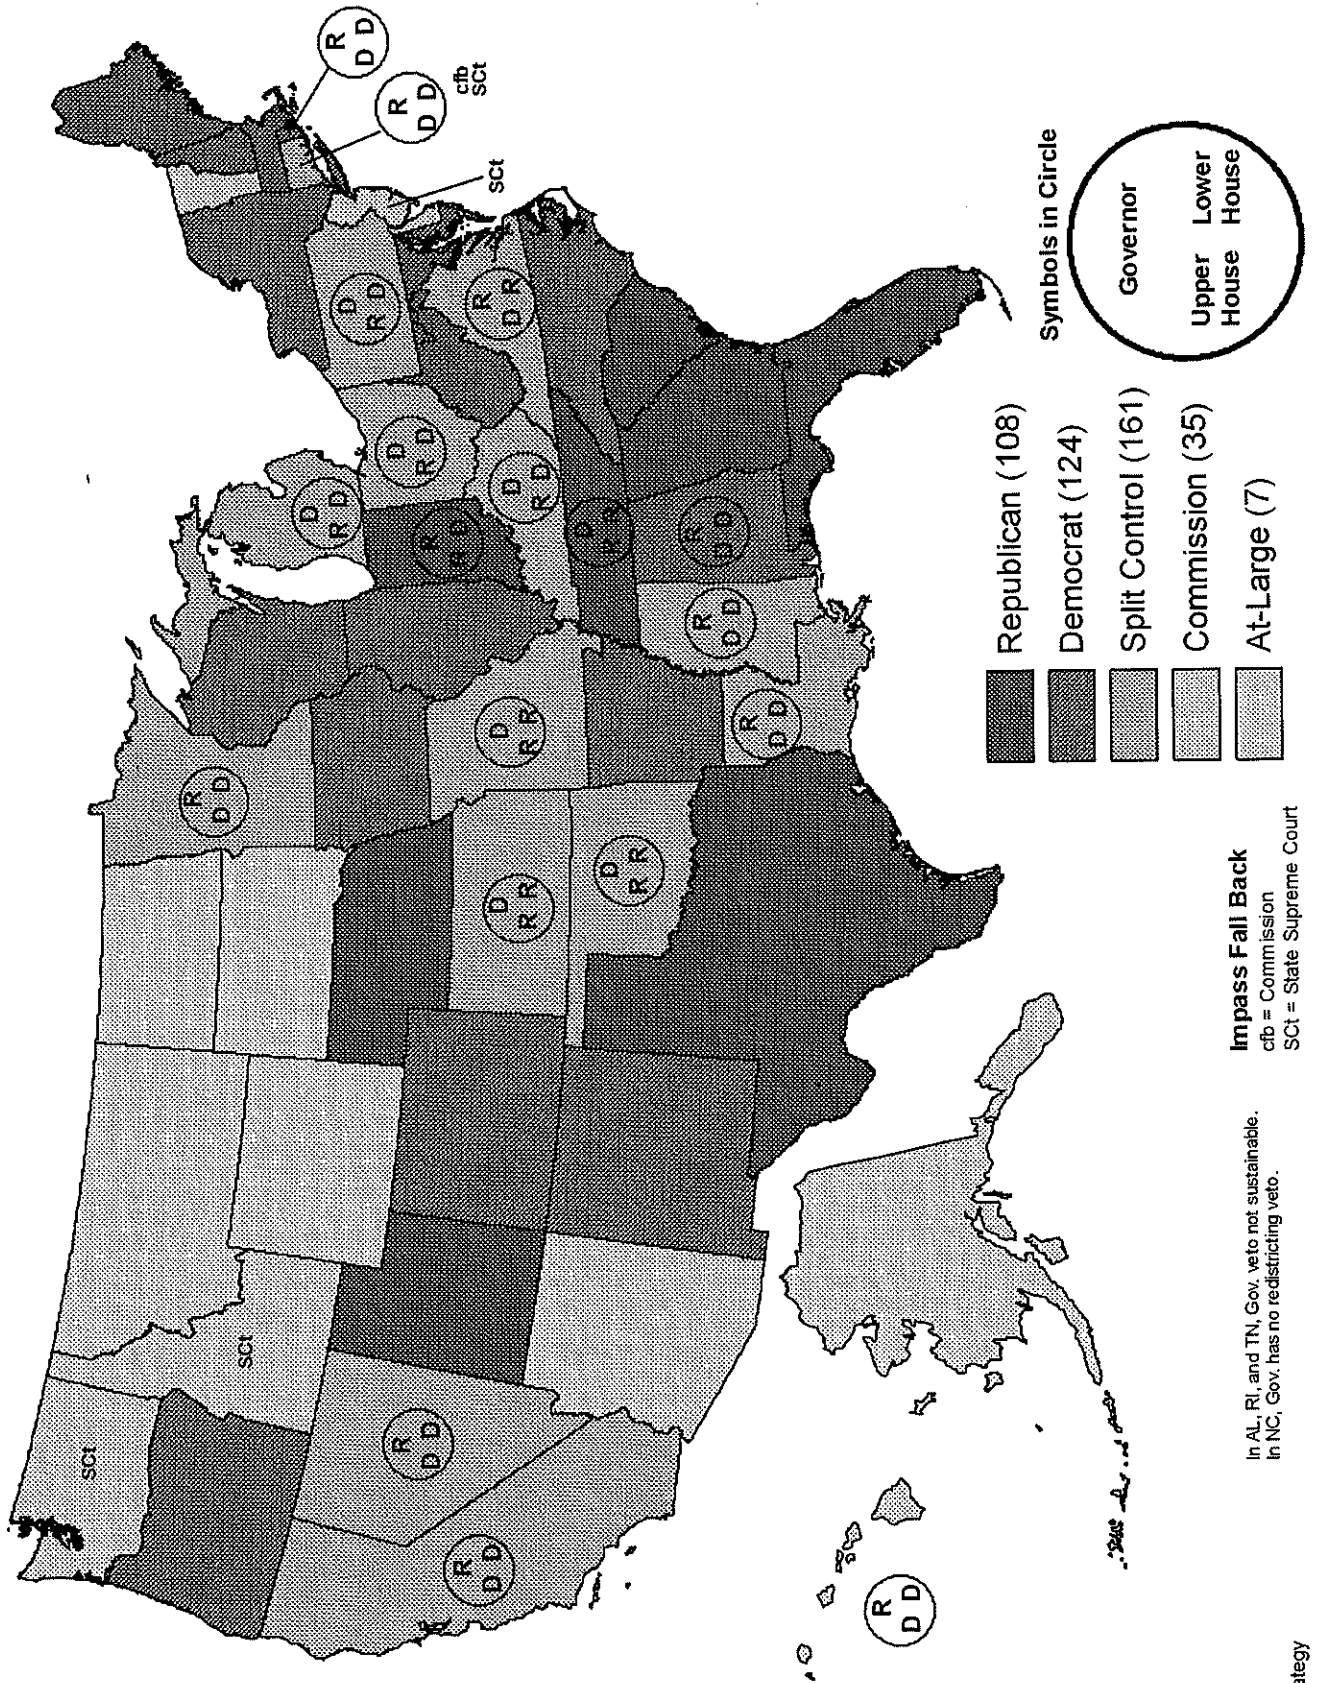 SCt
R
D D
SCt
D
R D
R
D D
D
R D
R
D D
cfb
SCt
D
R D
R
D D
R
R D
R
D D
SCt
R
D R
D
R R
D
R R
D
R D
D
R R
D
R R
R
D D
R
D D
R
D D
R
D D
Republican (108)
Democrat (124)
Split Control (161)
Commission (35)
At-Large (7)
Symbols in Circle
Governor
Upper Lower
House House
Impass Fall Back
cfb = Commission
SCt = State Supreme Court
In AL, RI, and TN, Gov. veto not sustainable.
In NC, Gov. has no redistricting veto.
ategy